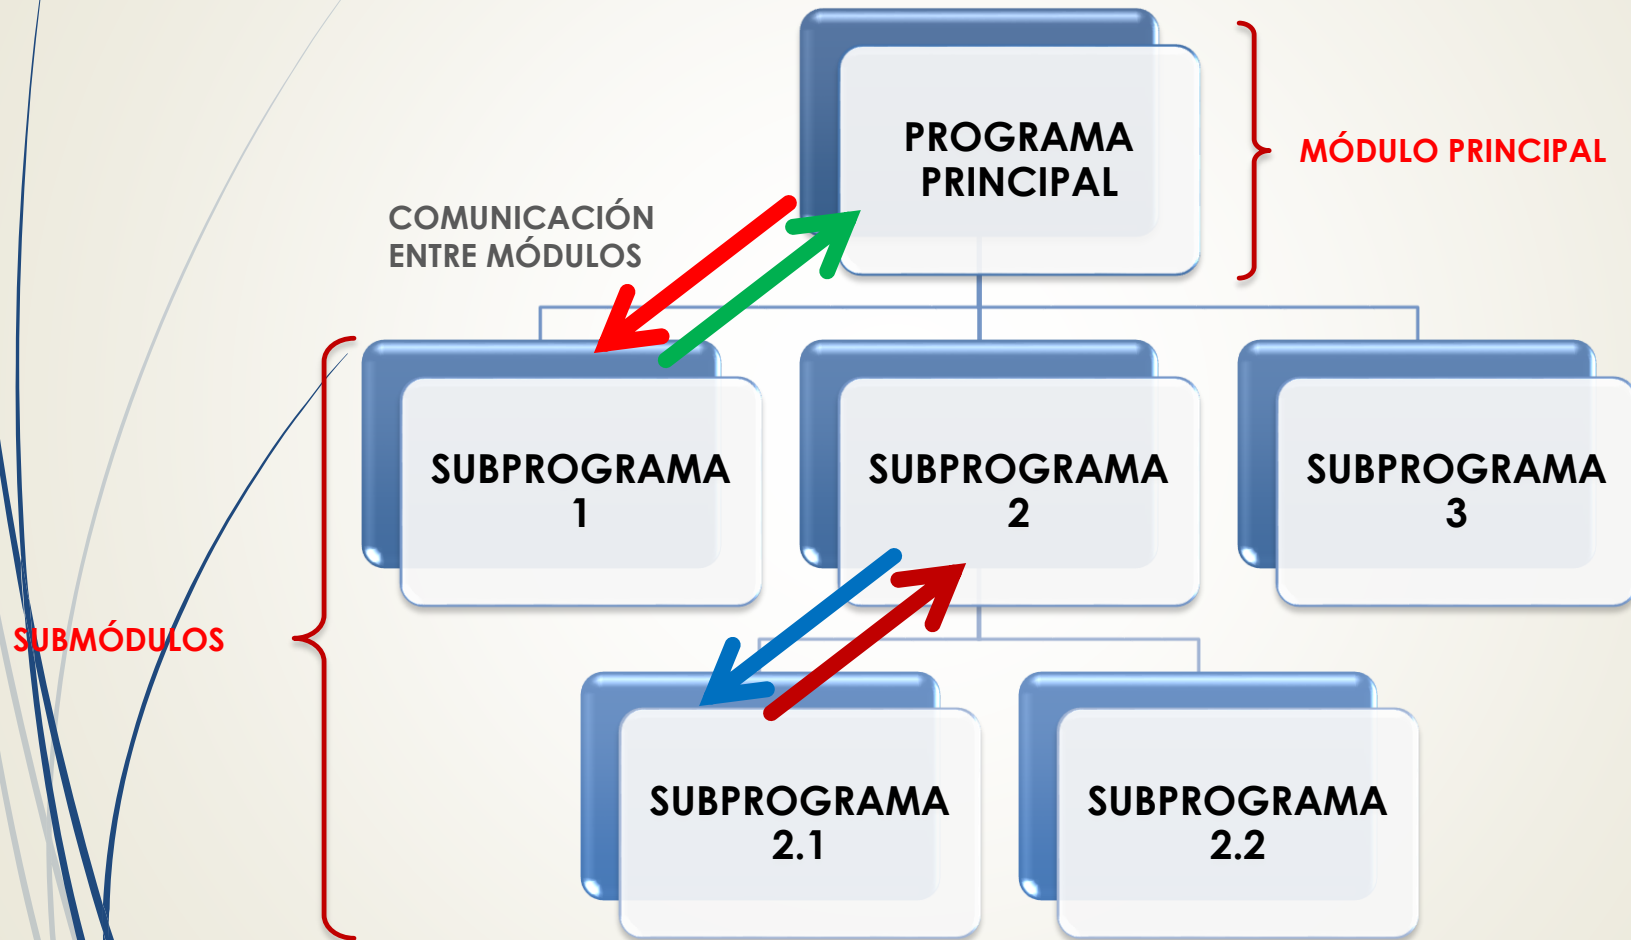 PROGRAMA
PRINCIPAL
MÓDULO PRINCIPAL
COMUNICACIÓN
ENTRE MÓDULOS
SUBPROGRAMA
1
SUBPROGRAMA
2
SUBPROGRAMA
3
SUBMÓDULOS
SUBPROGRAMA
2.1
SUBPROGRAMA
2.2